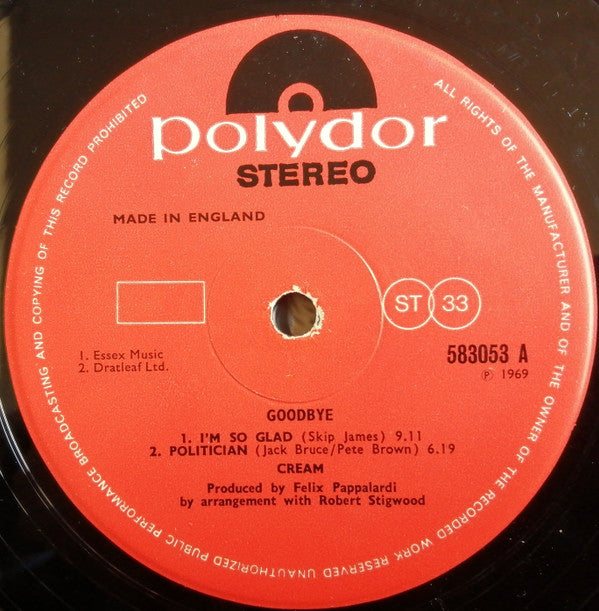 polydor
STEREO
MADE IN ENGLAND
ST 33
1. Essex Music
2. Dratleaf Ltd.
583053 A
Ⓟ 1969
GOODBYE
1. I'M SO GLAD (Skip James) 9.11
2. POLITICIAN (Jack Bruce/Pete Brown) 6.19
CREAM
Produced by Felix Pappalardi
by arrangement with Robert Stigwood
ALL RIGHTS OF THE MANUFACTURER AND OF THE OWNER OF THE RECORDED WORK RESERVED UNAUTHORIZED PUBLIC PERFORMANCE BROADCASTING AND COPYING OF THIS RECORD PROHIBITED